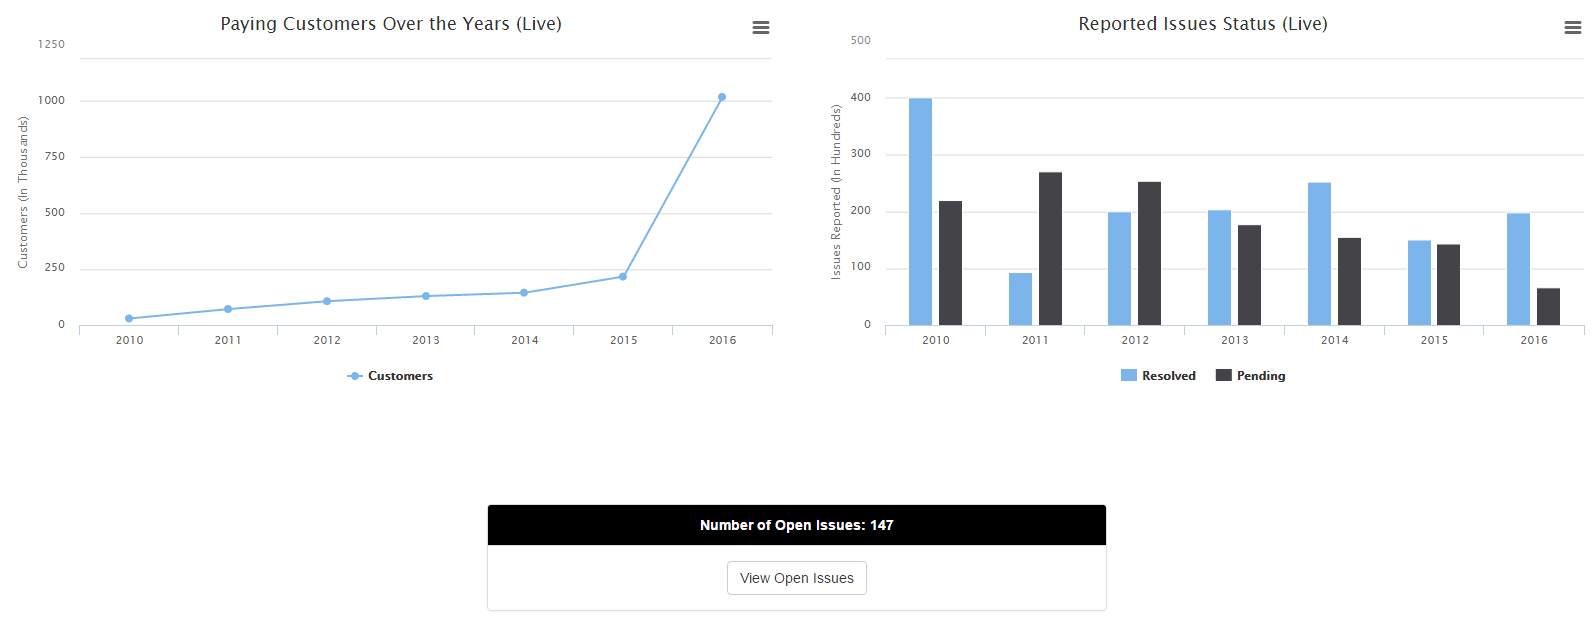 Paying Customers Over the Years (Live)
Customers (In Thousands)
1250
1000
750
500
250
0
2010 2011 2012 2013 2014 2015 2016
Customers
Reported Issues Status (Live)
Issues Reported (In Hundreds)
500
400
300
200
100
0
2010 2011 2012 2013 2014 2015 2016
Resolved Pending
Number of Open Issues: 147
View Open Issues